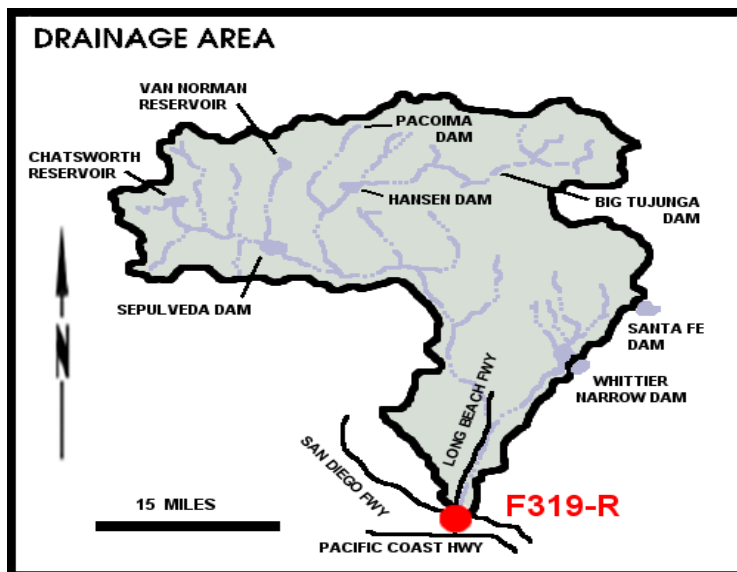 DRAINAGE AREA
VAN NORMAN
RESERVOIR
PACOIMA
DAM
CHATSWORTH
RESERVOIR
HANSEN DAM
BIG TUJUNGA
DAM
SEPULVEDA DAM
SANTA FE
DAM
N
WHITTIER
NARROW DAM
LONG BEACH FWY
SAN DIEGO FWY
15 MILES
F319-R
PACIFIC COAST HWY